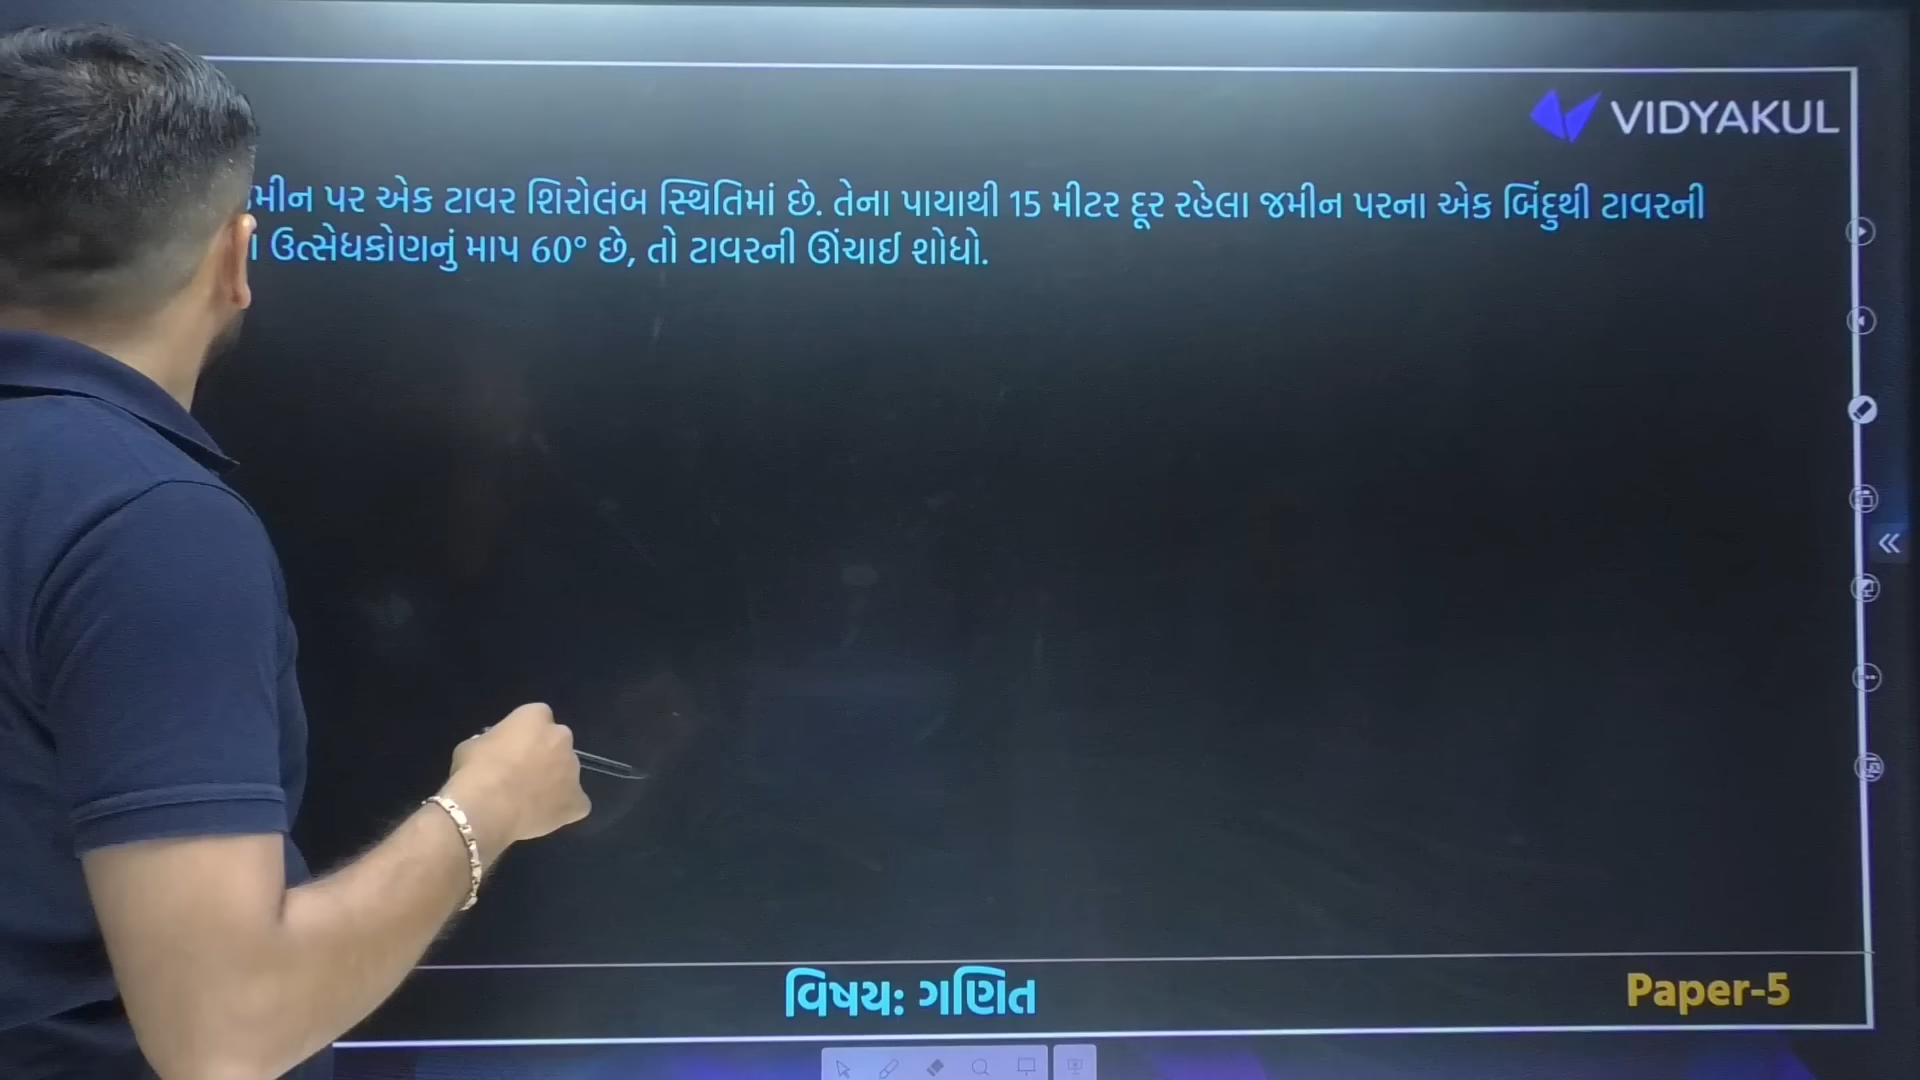 VIDYAKUL
પર એક ટાવર શિરોલંબ સ્થિતિમાં છે. તેના પાયાથી 15 મીટર દૂર રહેલા જમીન પરના એક બિંદુથી ટાવરની
ઉત્સેધકોણનું માપ 60° છે, તો ટાવરની ઊંચાઈ શોધો.
વિષય: ગણિત
Paper-5